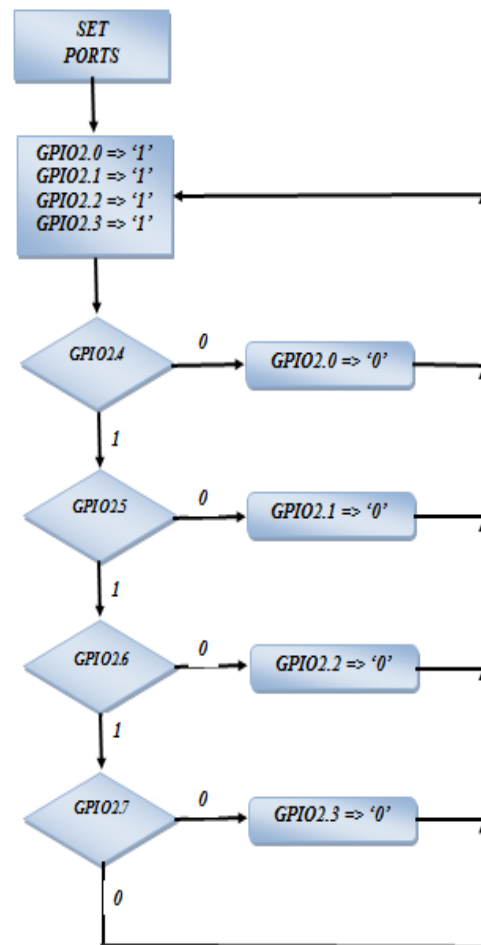 SET
PORTS
GPIO2.0 => ‘1’
GPIO2.1 => ‘1’
GPIO2.2 => ‘1’
GPIO2.3 => ‘1’
GPIO2.4
0
GPIO2.0 => ‘0’
1
GPIO2.5
0
GPIO2.1 => ‘0’
1
GPIO2.6
0
GPIO2.2 => ‘0’
1
GPIO2.7
0
GPIO2.3 => ‘0’
0